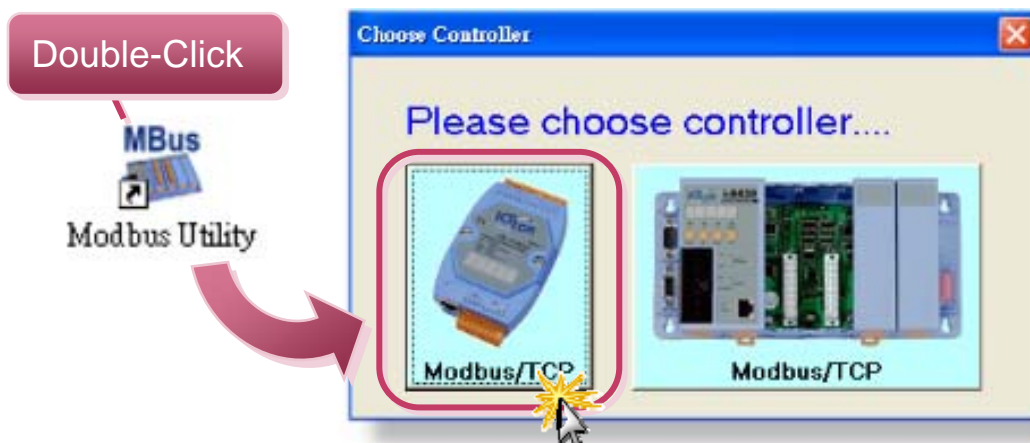 Double-Click
MBus
Modbus Utility
Choose Controller
Please choose controller....
Modbus/TCP
Modbus/TCP